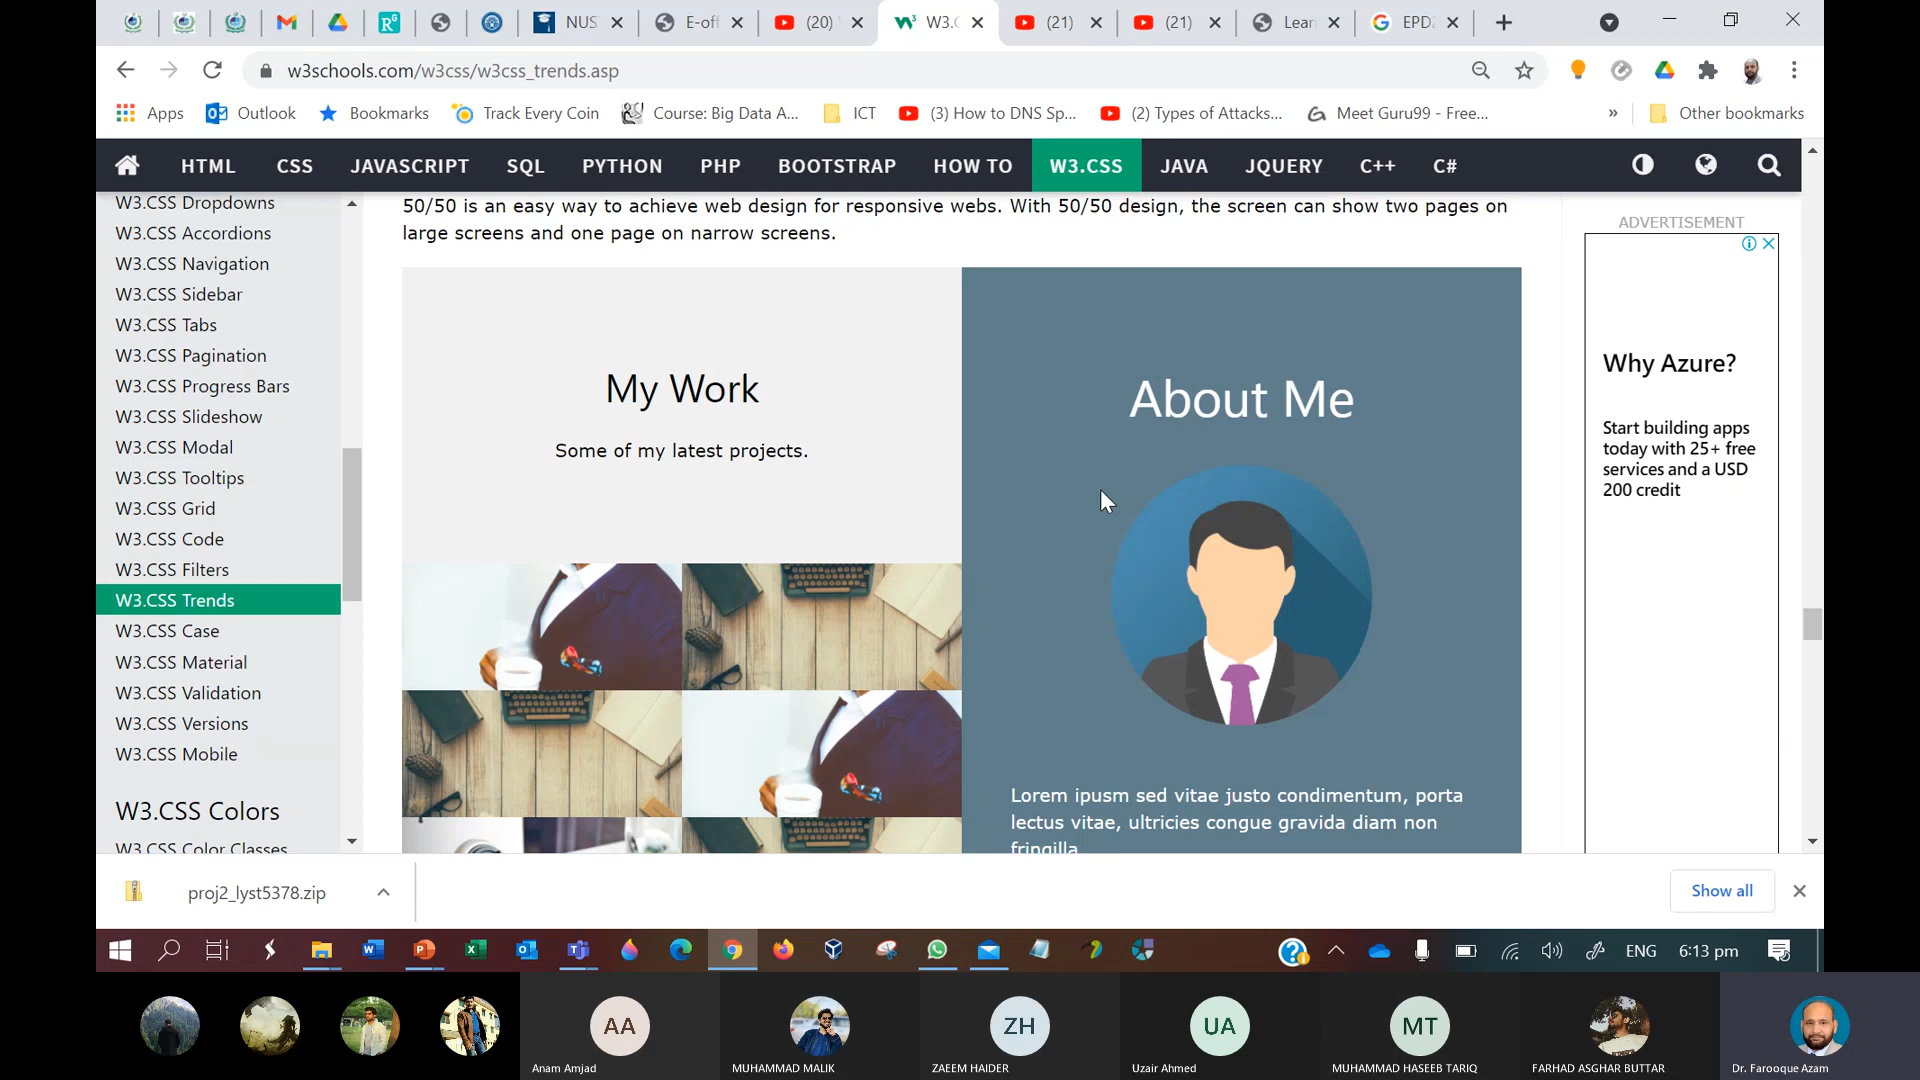 NUS
E-off
(20)
W3.C
(21)
(21)
Lear
EPD
w3schools.com/w3css/w3css_trends.asp
Apps
Outlook
Bookmarks
Track Every Coin
Course: Big Data A...
ICT
(3) How to DNS Sp...
(2) Types of Attacks...
Meet Guru99 - Free...
»
Other bookmarks
HTML
CSS
JAVASCRIPT
SQL
PYTHON
PHP
BOOTSTRAP
HOW TO
W3.CSS
JAVA
JQUERY
C++
C#
W3.CSS Dropdowns
W3.CSS Accordions
W3.CSS Navigation
W3.CSS Sidebar
W3.CSS Tabs
W3.CSS Pagination
W3.CSS Progress Bars
W3.CSS Slideshow
W3.CSS Modal
W3.CSS Tooltips
W3.CSS Grid
W3.CSS Code
W3.CSS Filters
W3.CSS Trends
W3.CSS Case
W3.CSS Material
W3.CSS Validation
W3.CSS Versions
W3.CSS Mobile
W3.CSS Colors
W3.CSS Color Classes
50/50 is an easy way to achieve web design for responsive webs. With 50/50 design, the screen can show two pages on
large screens and one page on narrow screens.
My Work
Some of my latest projects.
About Me
Lorem ipusm sed vitae justo condimentum, porta
lectus vitae, ultricies congue gravida diam non
fringilla
ADVERTISEMENT
Why Azure?
Start building apps
today with 25+ free
services and a USD
200 credit
proj2_lyst5378.zip
Show all
ENG
6:13 pm
AA
Anam Amjad
MUHAMMAD MALIK
ZH
ZAEEM HAIDER
UA
Uzair Ahmed
MT
MUHAMMAD HASEEB TARIQ
FARHAD ASGHAR BUTTAR
Dr. Farooque Azam